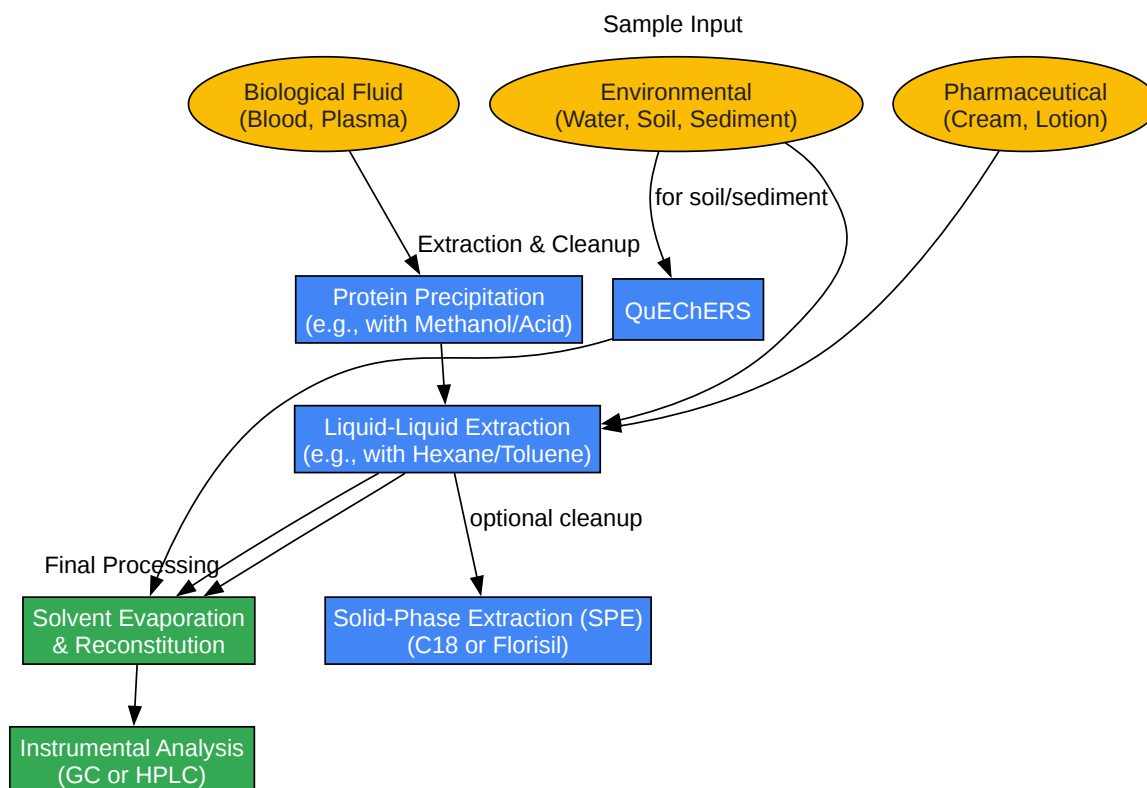 Sample Input
Biological Fluid
(Blood, Plasma)
Environmental
(Water, Soil, Sediment)
Pharmaceutical
(Cream, Lotion)
for soil/sediment
Extraction & Cleanup
Protein Precipitation
(e.g., with Methanol/Acid)
QuEChERS
Liquid-Liquid Extraction
(e.g., with Hexane/Toluene)
optional cleanup
Final Processing
Solvent Evaporation
& Reconstitution
Solid-Phase Extraction (SPE)
(C18 or Florisil)
Instrumental Analysis
(GC or HPLC)